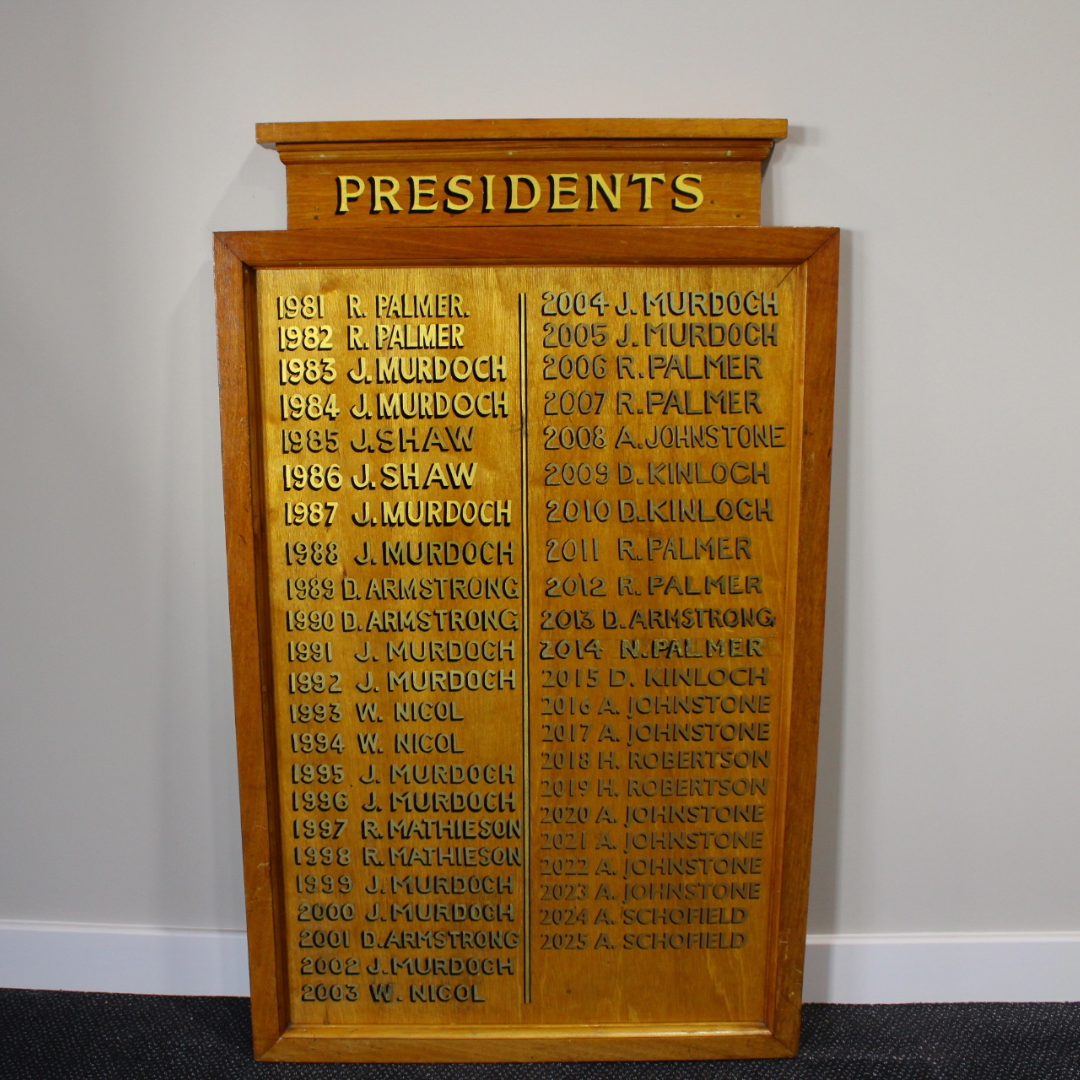 PRESIDENTS
1981 R. PALMER.
1982 R. PALMER
1983 J. MURDOCH
1984 J. MURDOCH
1985 J. SHAW
1986 J. SHAW
1987 J. MURDOCH
1988 J. MURDOCH
1989 D. ARMSTRONG
1990 D. ARMSTRONG
1991 J. MURDOCH
1992 J. MURDOCH
1993 W. NICOL
1994 W. NICOL
1995 J. MURDOCH
1996 J. MURDOCH
1997 R. MATHIESON
1998 R. MATHIESON
1999 J. MURDOCH
2000 J. MURDOCH
2001 D. ARMSTRONG
2002 J. MURDOCH
2003 W. NICOL
2004 J. MURDOCH
2005 J. MURDOCH
2006 R. PALMER
2007 R. PALMER
2008 A. JOHNSTONE
2009 D. KINLOCH
2010 D. KINLOCH
2011 R. PALMER
2012 R. PALMER
2013 D. ARMSTRONG
2014 N. PALMER
2015 D. KINLOCH
2016 A. JOHNSTONE
2017 A. JOHNSTONE
2018 H. ROBERTSON
2019 H. ROBERTSON
2020 A. JOHNSTONE
2021 A. JOHNSTONE
2022 A. JOHNSTONE
2023 A. JOHNSTONE
2024 A. SCHOFIELD
2025 A. SCHOFIELD